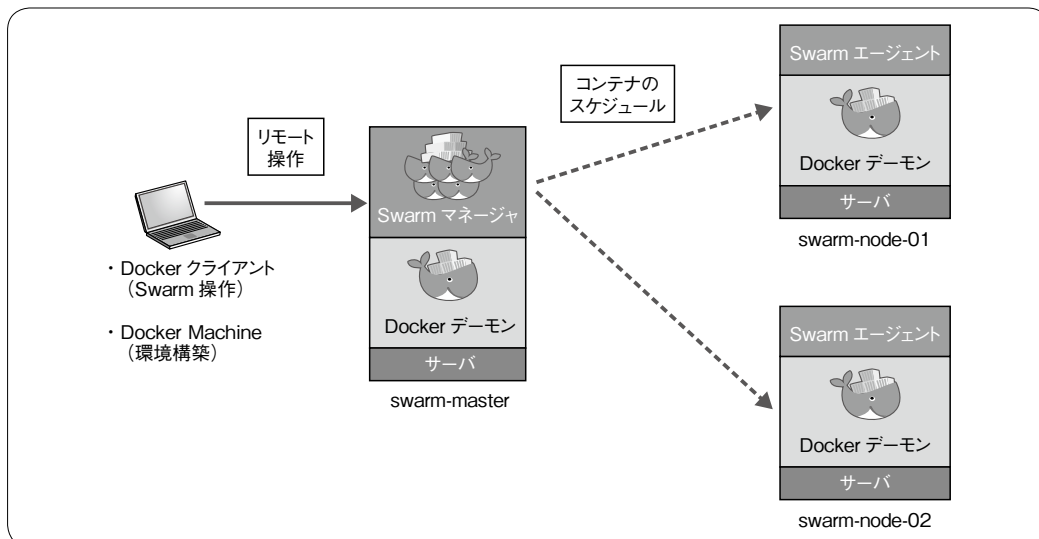 リモート
操作
・Docker クライアント
（Swarm 操作）
・Docker Machine
（環境構築）
Swarm マネージャ
Docker デーモン
サーバ
swarm-master
コンテナの
スケジュール
Swarm エージェント
Docker デーモン
サーバ
swarm-node-01
Swarm エージェント
Docker デーモン
サーバ
swarm-node-02